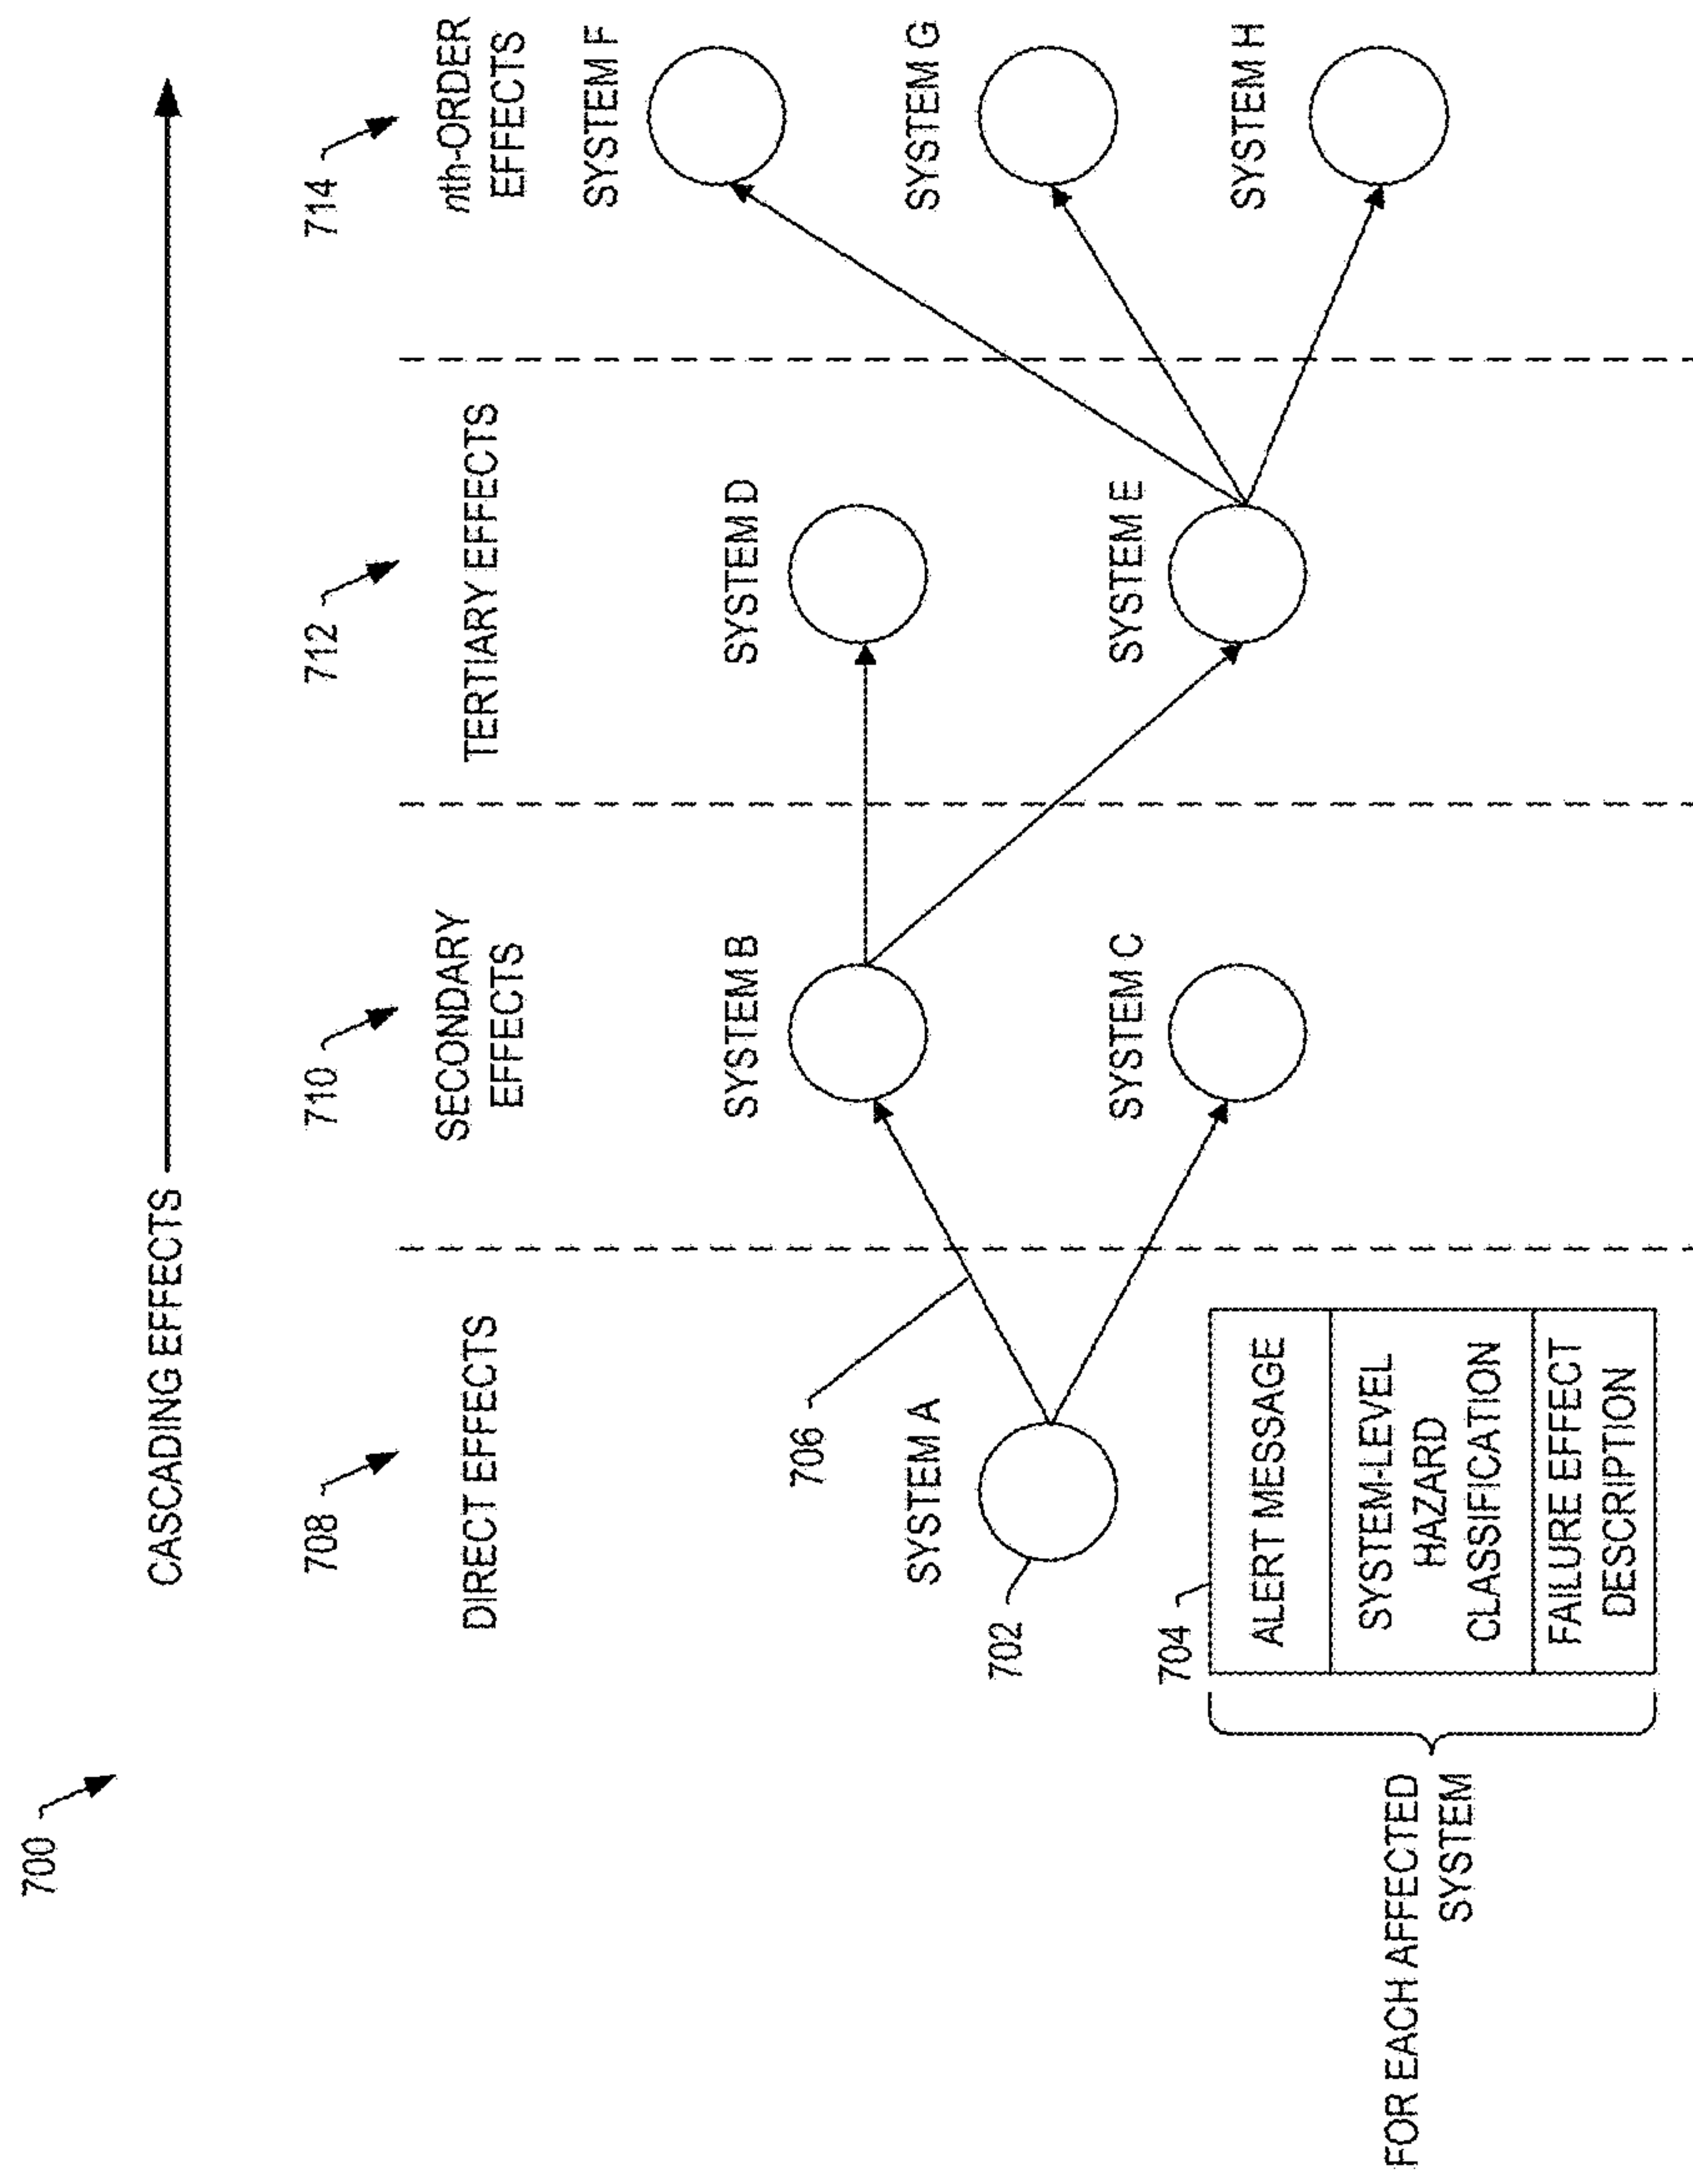 700
CASCADING EFFECTS
708
710
712
714
DIRECT EFFECTS
SECONDARY
EFFECTS
TERTIARY EFFECTS
nth-ORDER
EFFECTS
SYSTEM F
SYSTEM B
SYSTEM D
706
SYSTEM A
SYSTEM G
702
SYSTEM C
SYSTEM E
SYSTEM H
704
ALERT MESSAGE
SYSTEM-LEVEL
HAZARD
CLASSIFICATION
FAILURE EFFECT
DESCRIPTION
FOR EACH AFFECTED
SYSTEM